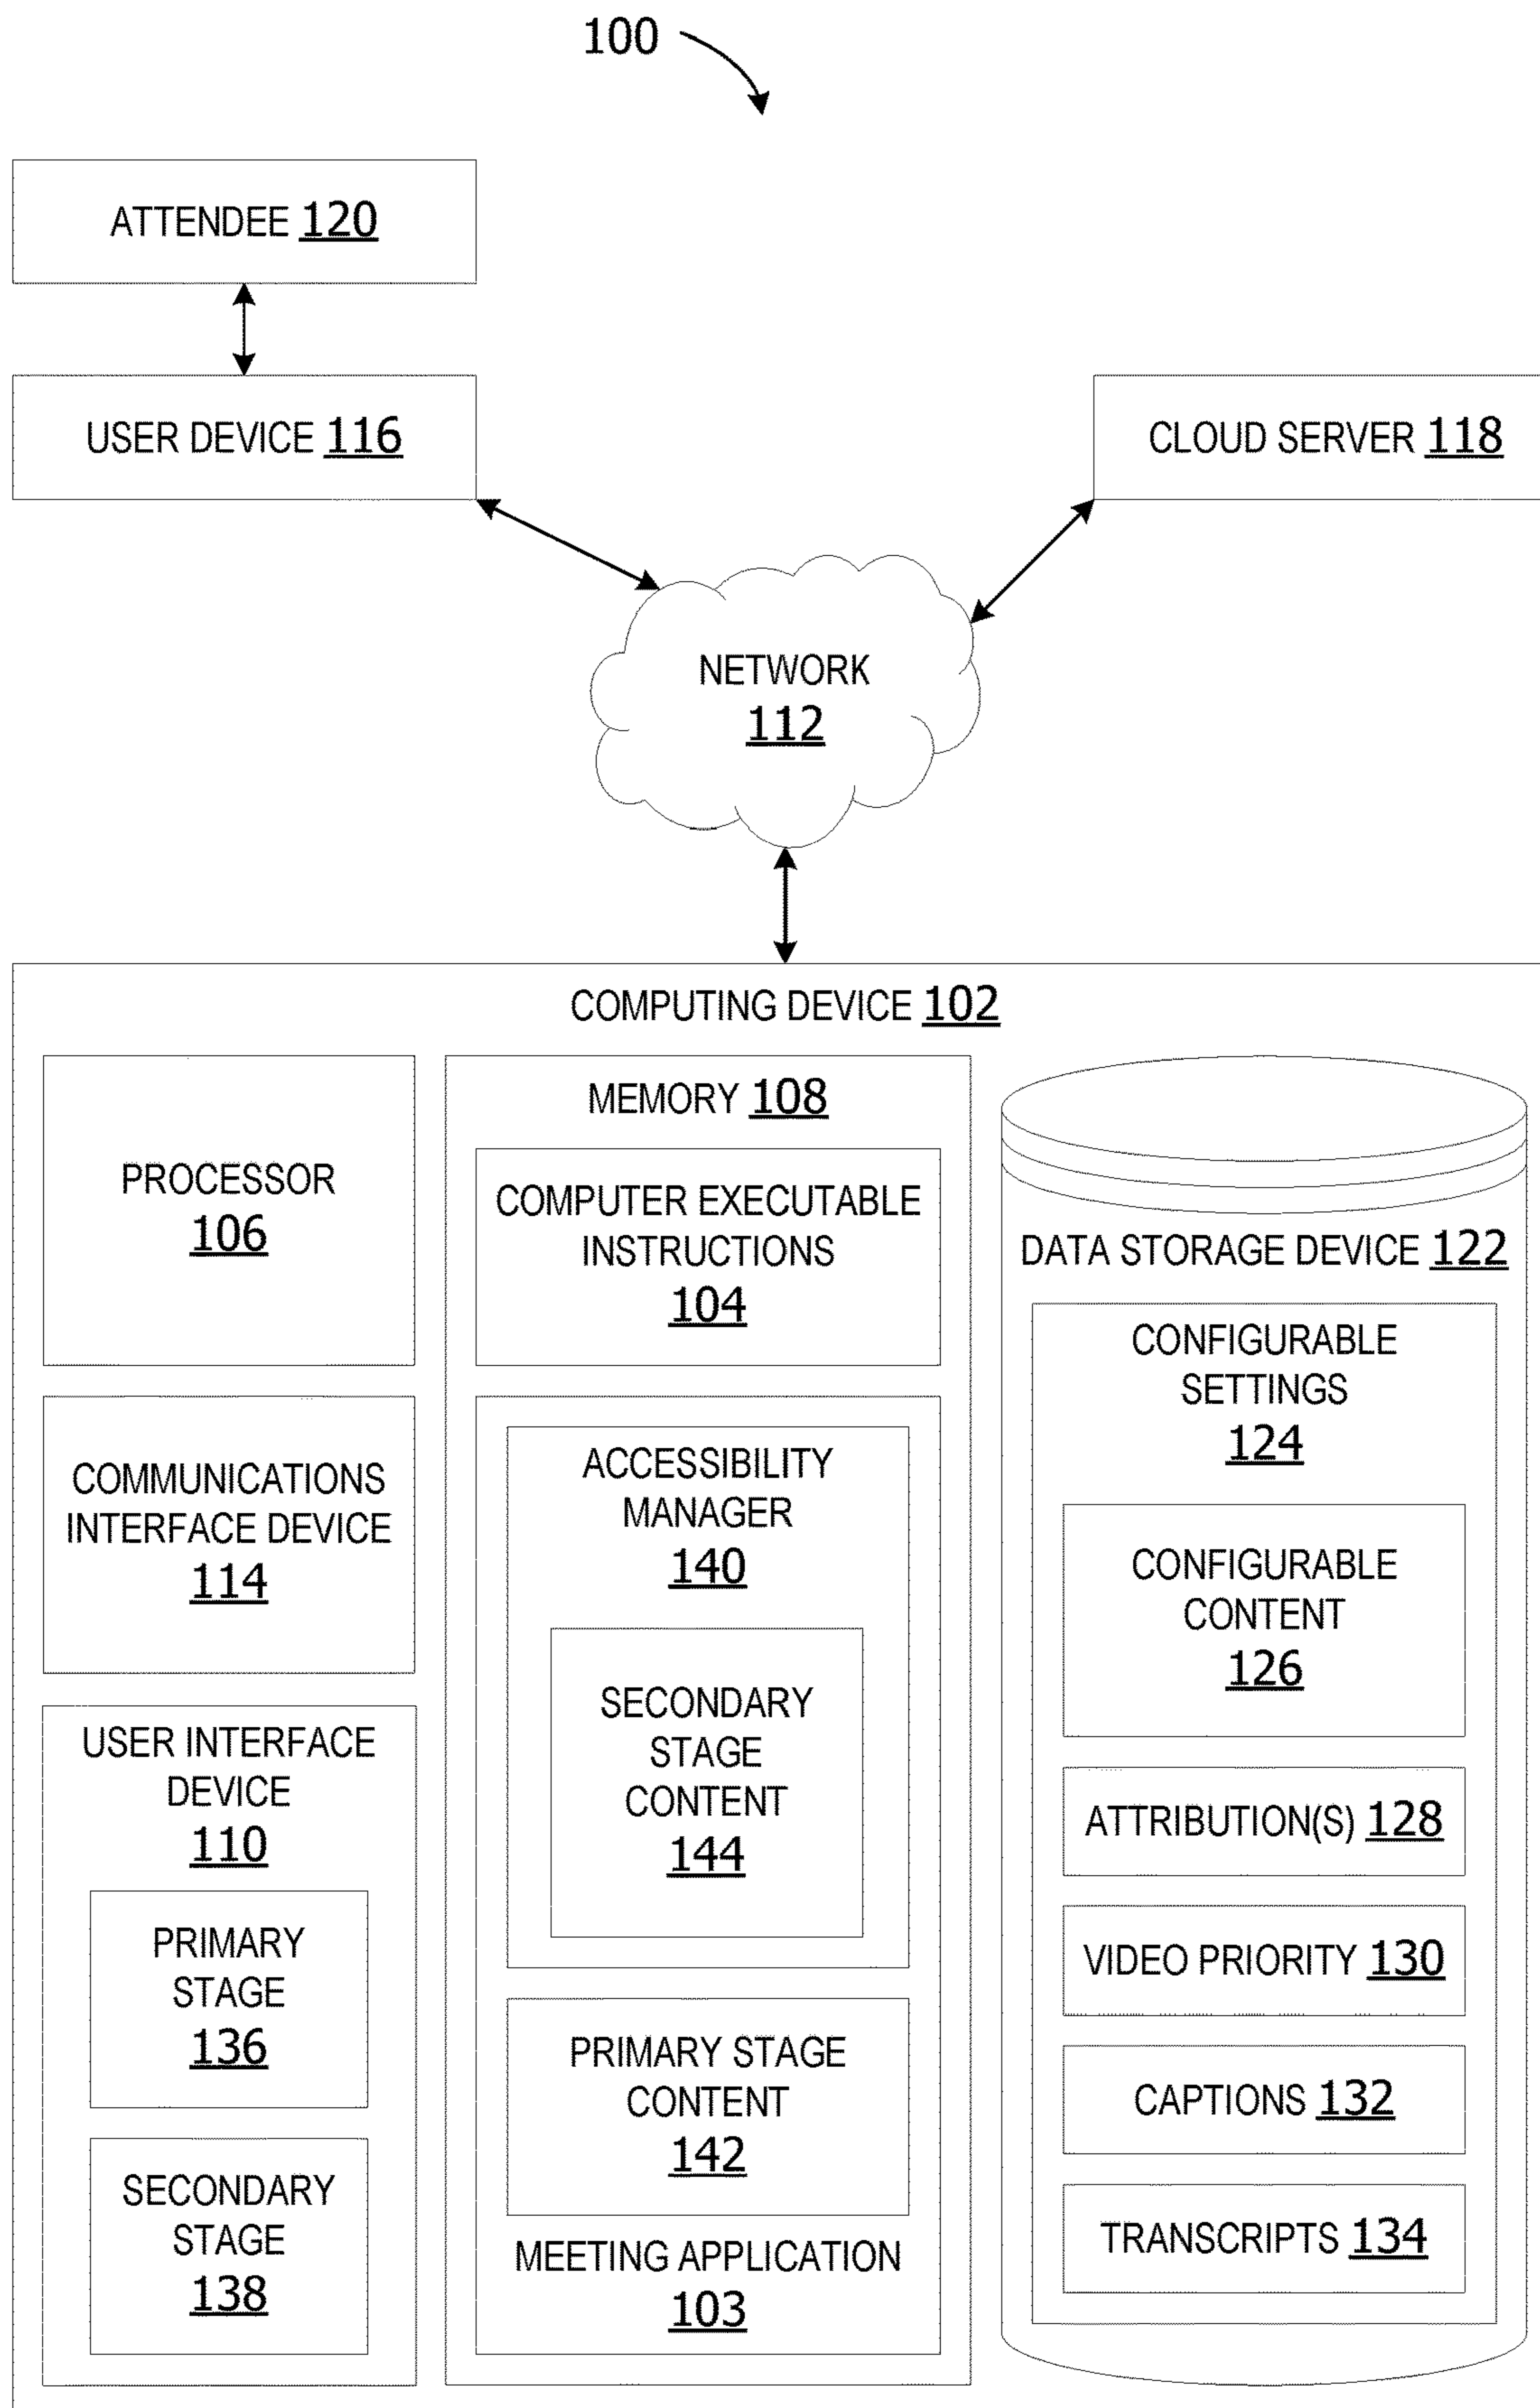 100
ATTENDEE 120
USER DEVICE 116
CLOUD SERVER 118
NETWORK
112
COMPUTING DEVICE 102
PROCESSOR
106
COMMUNICATIONS
INTERFACE DEVICE
114
USER INTERFACE
DEVICE
110
PRIMARY
STAGE
136
SECONDARY
STAGE
138
MEMORY 108
COMPUTER EXECUTABLE
INSTRUCTIONS
104
ACCESSIBILITY
MANAGER
140
SECONDARY
STAGE
CONTENT
144
PRIMARY STAGE
CONTENT
142
MEETING APPLICATION
103
DATA STORAGE DEVICE 122
CONFIGURABLE
SETTINGS
124
CONFIGURABLE
CONTENT
126
ATTRIBUTION(S) 128
VIDEO PRIORITY 130
CAPTIONS 132
TRANSCRIPTS 134